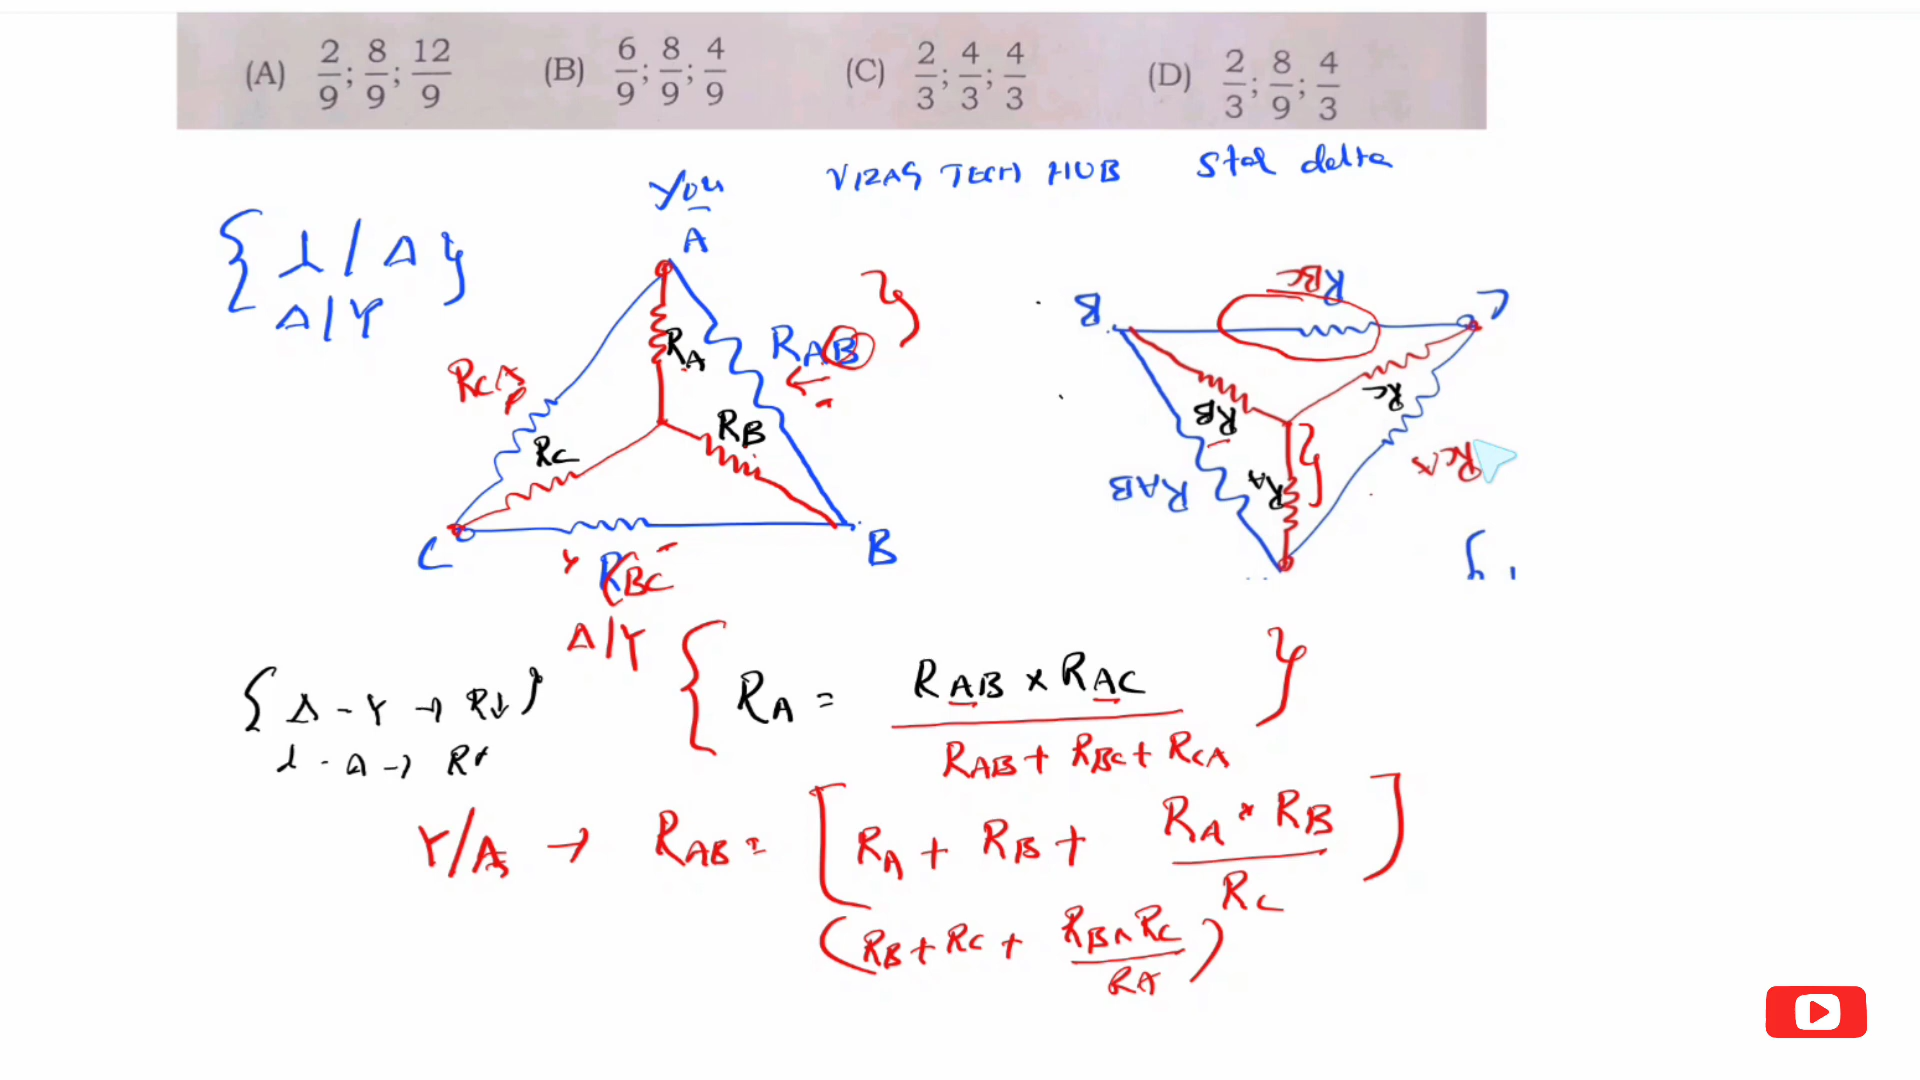 (A) 2/9; 8/9; 12/9 (B) 6/9; 8/9; 4/9 (C) 2/3; 4/3; 4/3 (D) 2/3; 8/9; 4/3
VIZAG TECH HUB Star delta
You
{ ⅄ / Δ }
Δ/Y
A
RA
RAB
RCA
RB
RC
C
B
RBC
RBC
B
C
RB
RC
RAB
RA
RCA
Δ/Y
{ RA = RAB × RAC / RAB + RBC + RCA }
{ Δ - Y → R↓ }
⅄ - Δ → R↑
Y/Δ → RAB = [ RA + RB + RA × RB / RC ]
( RB + RC + RB × RC / RA )